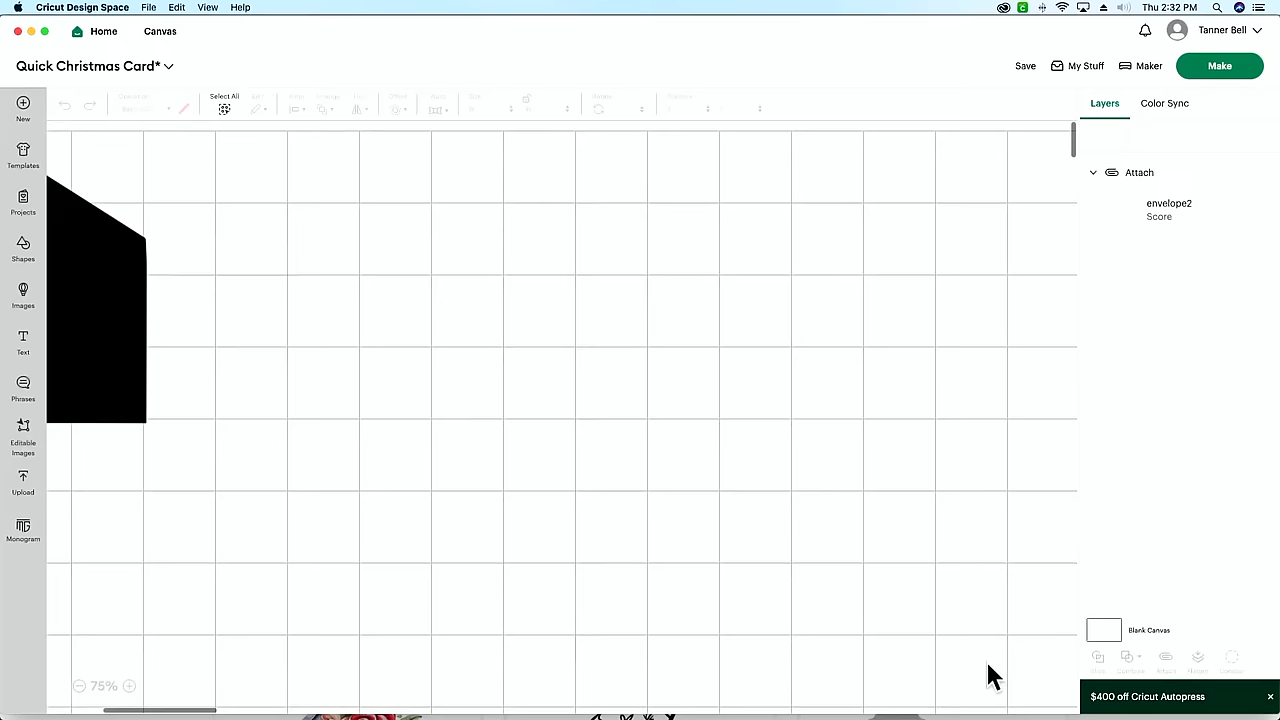 Cricut Design Space File Edit View Help Thu 2:32 PM
Home Canvas Tanner Bell
Quick Christmas Card* Save My Stuff Maker Make
New
Templates
Projects
Shapes
Images
Text
Phrases
Editable
Images
Upload
Monogram
Select All
Layers Color Sync
Attach
envelope2
Score
Blank Canvas
75%
$400 off Cricut Autopress